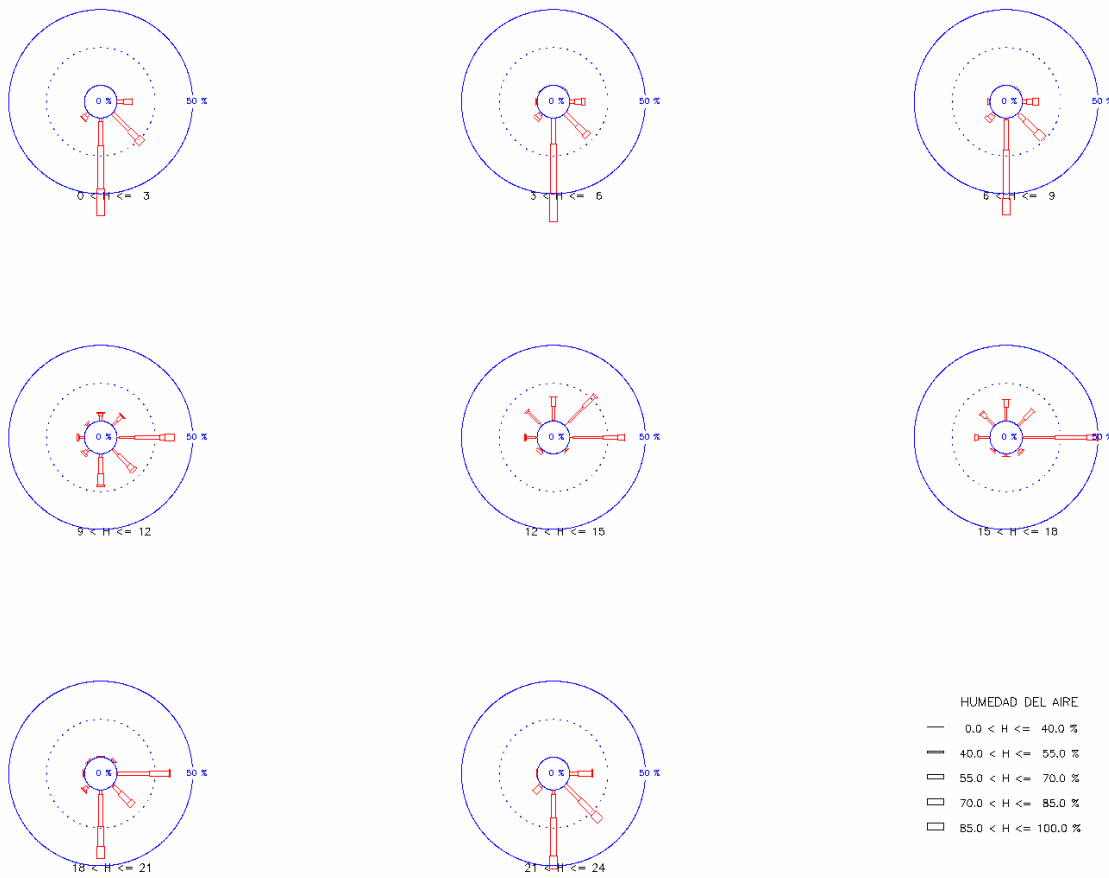 0 %
50 %
0 < H <= 3
0 %
50 %
3 < H <= 6
0 %
50 %
6 < H <= 9
0 %
50 %
9 < H <= 12
0 %
50 %
12 < H <= 15
0 %
50 %
15 < H <= 18
0 %
50 %
18 < H <= 21
0 %
50 %
21 < H <= 24
HUMEDAD DEL AIRE
0.0 < H <= 40.0 %
40.0 < H <= 55.0 %
55.0 < H <= 70.0 %
70.0 < H <= 85.0 %
85.0 < H <= 100.0 %